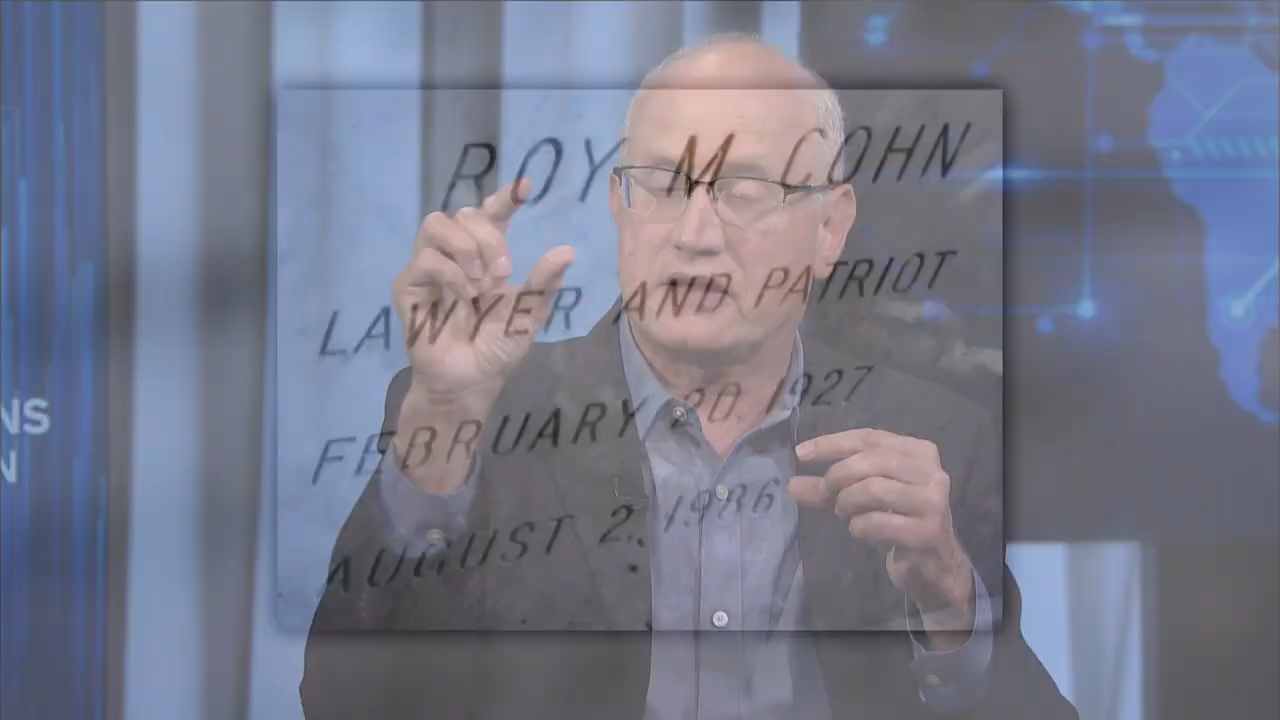 ROY M COHN
LAWYER AND PATRIOT
FEBRUARY 20. 1927
AUGUST 2, 1986
NS
N